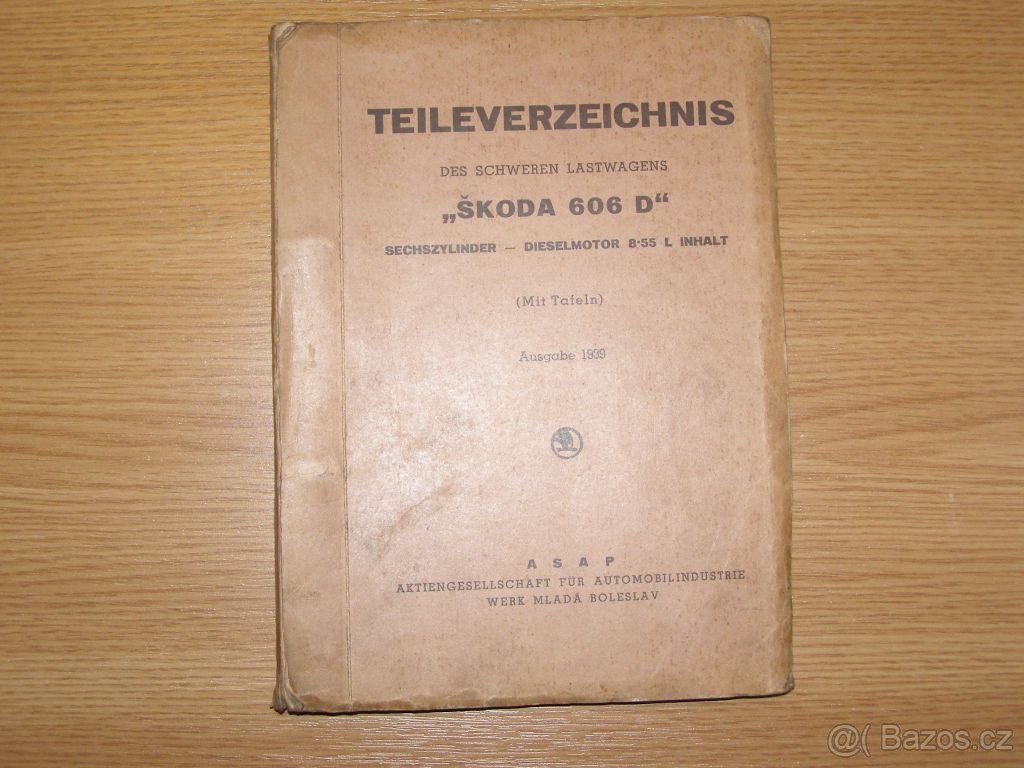 TEILEVERZEICHNIS
DES SCHWEREN LASTWAGENS
„ŠKODA 606 D“
SECHSZYLINDER — DIESELMOTOR 8·55 L INHALT
(Mit Tafeln)
Ausgabe 1939
A S A P
AKTIENGESELLSCHAFT FÜR AUTOMOBILINDUSTRIE
WERK MLADÁ BOLESLAV
@( Bazos.cz